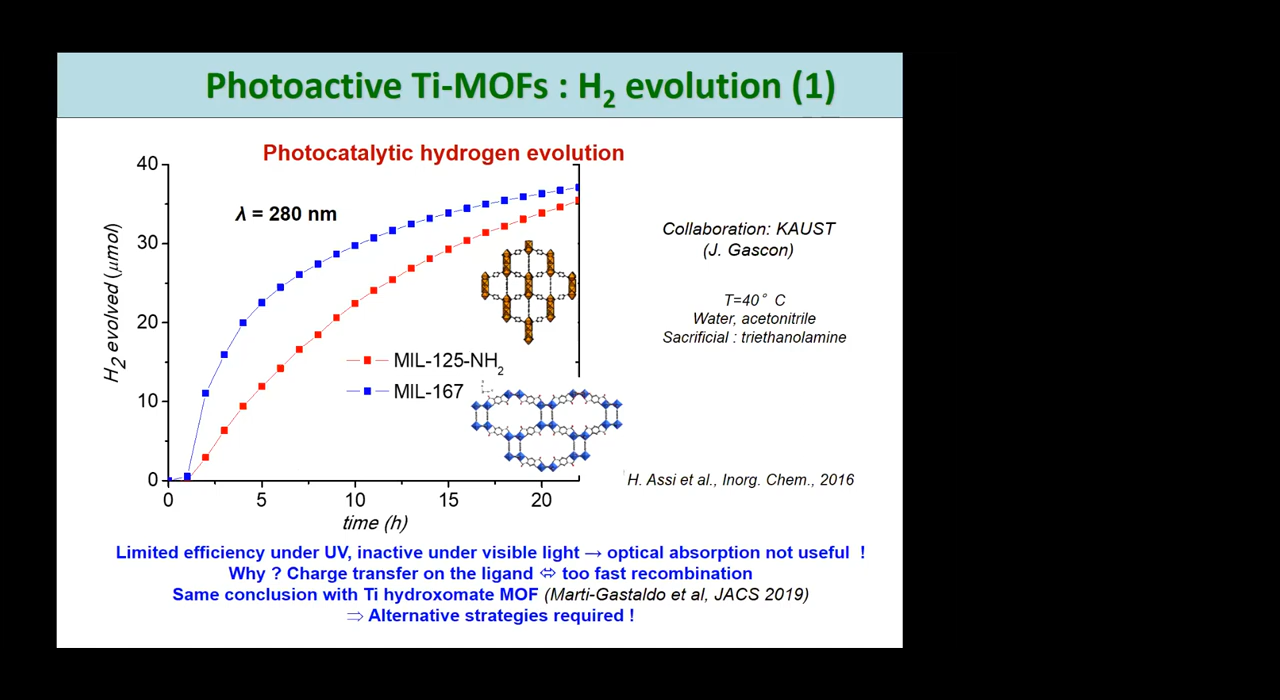 Photoactive Ti-MOFs : H2 evolution (1)
Photocatalytic hydrogen evolution
λ = 280 nm
H2 evolved (μmol)
40
30
20
10
0
0 5 10 15 20
time (h)
MIL-125-NH2
MIL-167
Collaboration: KAUST
(J. Gascon)
T=40° C
Water, acetonitrile
Sacrificial : triethanolamine
H. Assi et al., Inorg. Chem., 2016
Limited efficiency under UV, inactive under visible light → optical absorption not useful !
Why ? Charge transfer on the ligand ⇔ too fast recombination
Same conclusion with Ti hydroxomate MOF (Marti-Gastaldo et al, JACS 2019)
⇒ Alternative strategies required !